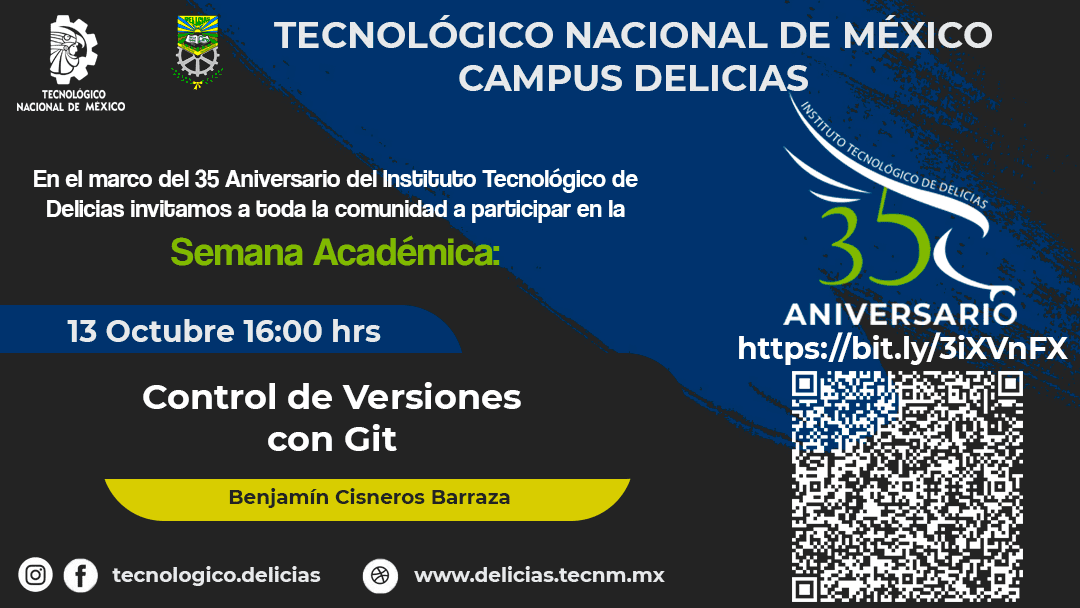 TECNOLÓGICO
NACIONAL DE MÉXICO
DELICIAS
TECNOLÓGICO NACIONAL DE MÉXICO
CAMPUS DELICIAS
INSTITUTO TECNOLÓGICO DE DELICIAS
35
ANIVERSARIO
https://bit.ly/3iXVnFX
En el marco del 35 Aniversario del Instituto Tecnológico de
Delicias invitamos a toda la comunidad a participar en la
Semana Académica:
13 Octubre 16:00 hrs
Control de Versiones
con Git
Benjamín Cisneros Barraza
tecnologico.delicias
www.delicias.tecnm.mx